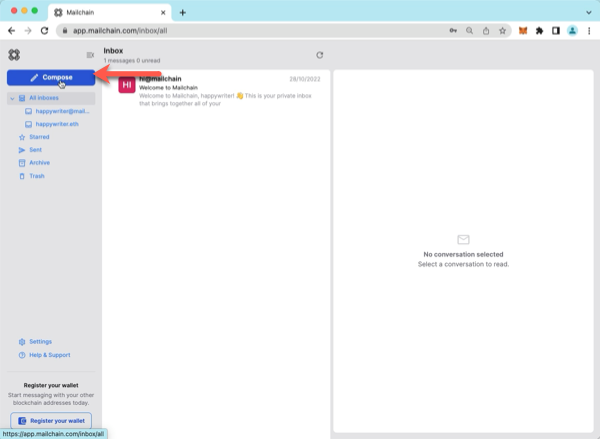 Mailchain
app.mailchain.com/inbox/all
Inbox
1 messages 0 unread
Compose
All inboxes
happywriter@mail...
happywriter.eth
Starred
Sent
Archive
Trash
HI
hi@mailchain
28/10/2022
Welcome to Mailchain
Welcome to Mailchain, happywriter! 👋 This is your private inbox
that brings together all of your
No conversation selected
Select a conversation to read.
Settings
Help & Support
Register your wallet
Start messaging with your other
blockchain addresses today.
Register your wallet
https://app.mailchain.com/inbox/all